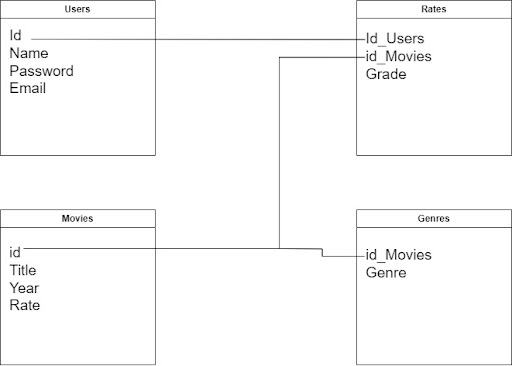 Users
Id
Name
Password
Email
Rates
Id_Users
id_Movies
Grade
Movies
id
Title
Year
Rate
Genres
id_Movies
Genre